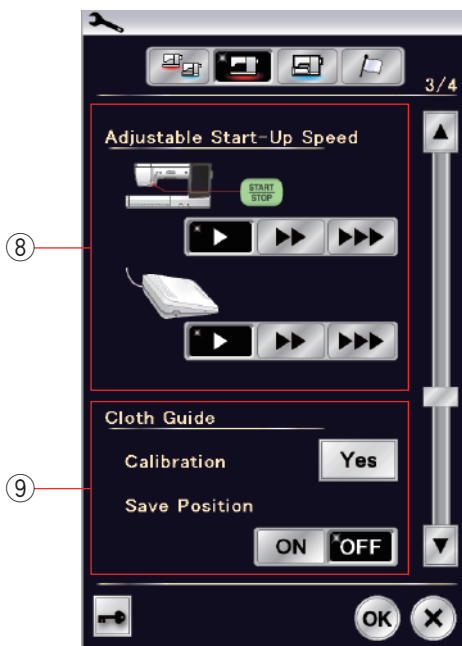 3/4
Adjustable Start-Up Speed
START
STOP
⑧
Cloth Guide
Calibration Yes
⑨
Save Position
ON OFF
OK